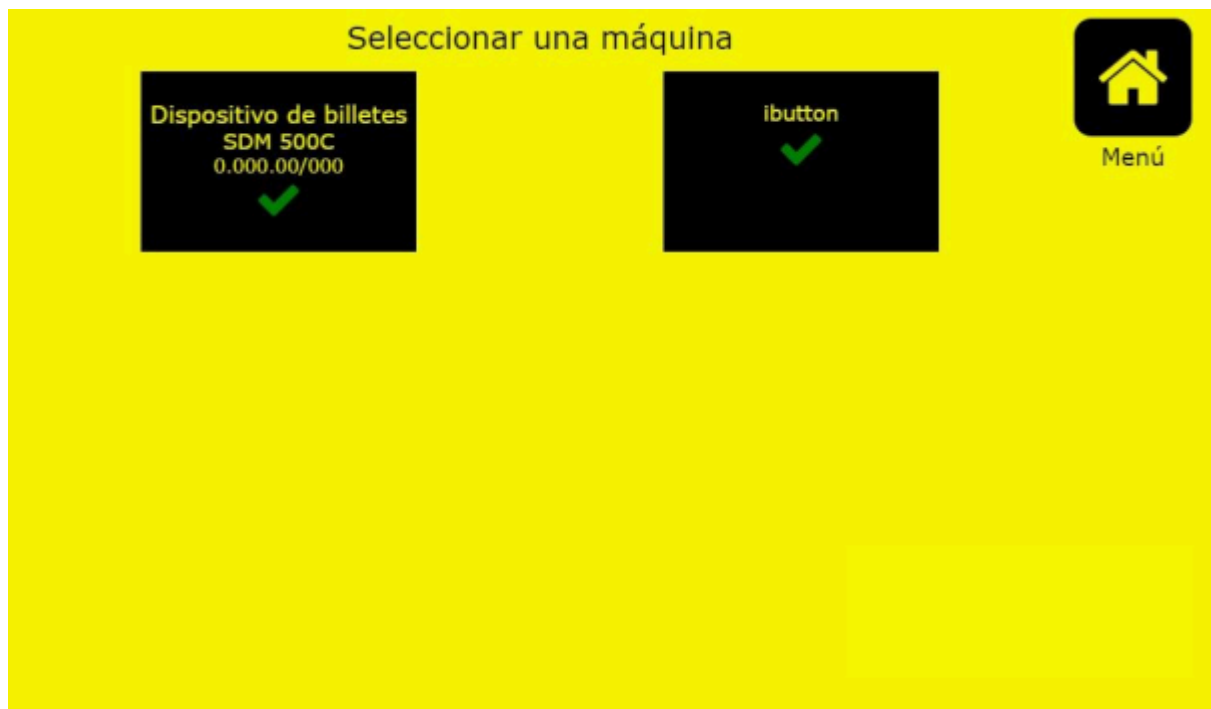 Seleccionar una máquina
Dispositivo de billetes
SDM 500C
0.000.00/000
ibutton
Menú